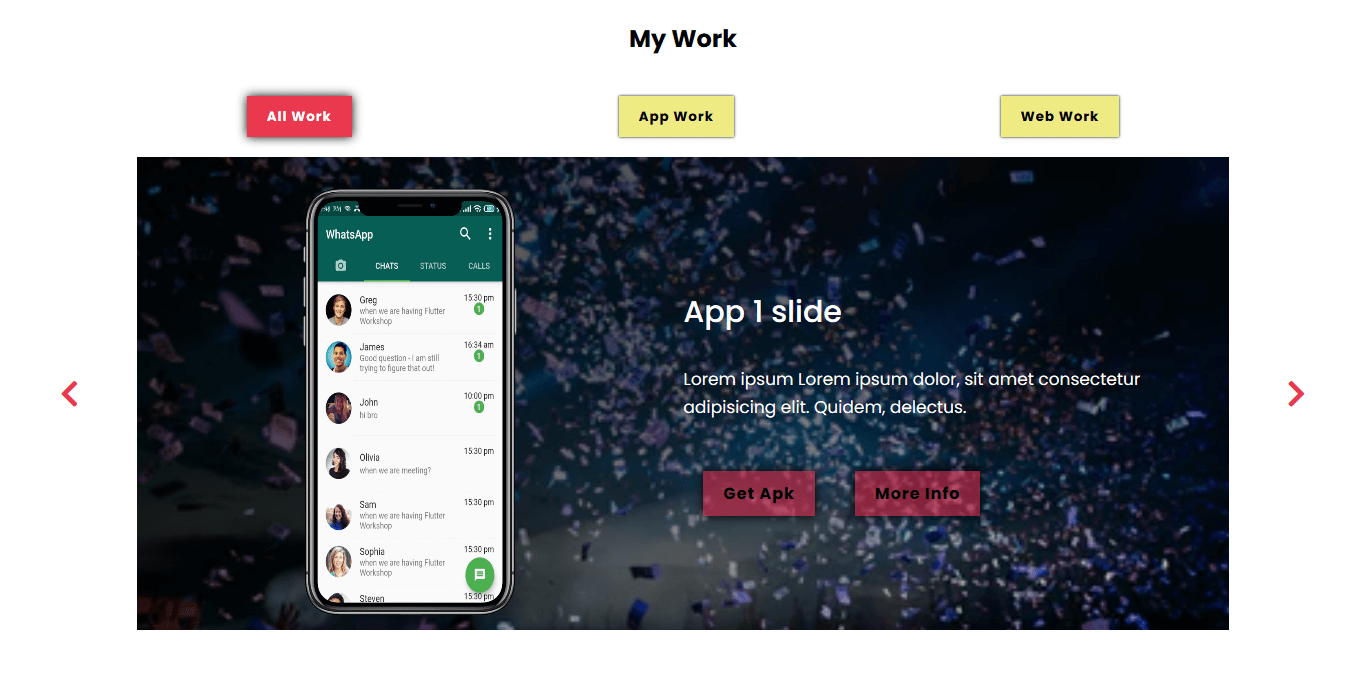 My Work
All Work
App Work
Web Work
WhatsApp
CHATS STATUS CALLS
Greg 15:30 pm
when we are having Flutter 1
Workshop
James 16:34 am
Good question - i am still 1
trying to figure that out!
John 10:00 pm
hi bro 1
Olivia 15:30 pm
when we are meeting?
Sam 15:30 pm
when we are having Flutter
Workshop
Sophia 15:30 pm
when we are having Flutter
Workshop
Steven 15:30 pm
App 1 slide
Lorem ipsum Lorem ipsum dolor, sit amet consectetur
adipisicing elit. Quidem, delectus.
Get Apk
More Info